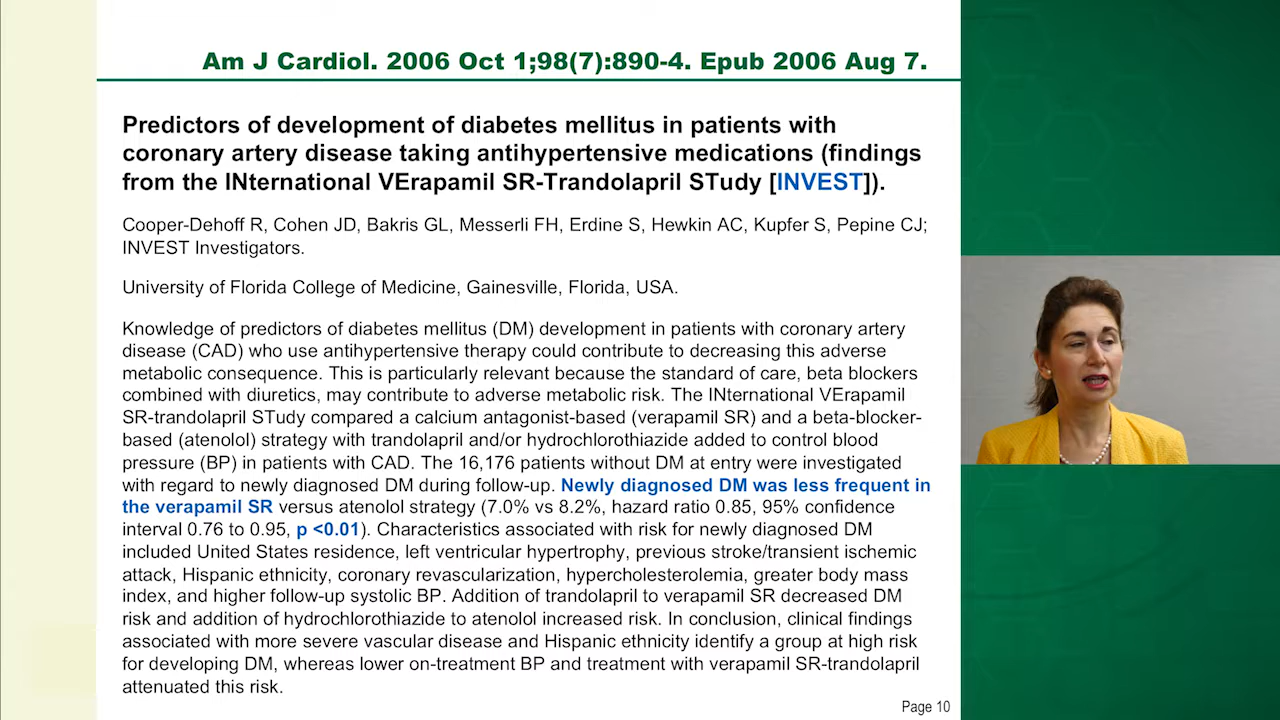 Am J Cardiol. 2006 Oct 1;98(7):890-4. Epub 2006 Aug 7.
Predictors of development of diabetes mellitus in patients with
coronary artery disease taking antihypertensive medications (findings
from the INternational VErapamil SR-Trandolapril STudy [INVEST]).
Cooper-Dehoff R, Cohen JD, Bakris GL, Messerli FH, Erdine S, Hewkin AC, Kupfer S, Pepine CJ;
INVEST Investigators.
University of Florida College of Medicine, Gainesville, Florida, USA.
Knowledge of predictors of diabetes mellitus (DM) development in patients with coronary artery
disease (CAD) who use antihypertensive therapy could contribute to decreasing this adverse
metabolic consequence. This is particularly relevant because the standard of care, beta blockers
combined with diuretics, may contribute to adverse metabolic risk. The INternational VErapamil
SR-trandolapril STudy compared a calcium antagonist-based (verapamil SR) and a beta-blocker-
based (atenolol) strategy with trandolapril and/or hydrochlorothiazide added to control blood
pressure (BP) in patients with CAD. The 16,176 patients without DM at entry were investigated
with regard to newly diagnosed DM during follow-up. Newly diagnosed DM was less frequent in
the verapamil SR versus atenolol strategy (7.0% vs 8.2%, hazard ratio 0.85, 95% confidence
interval 0.76 to 0.95, p <0.01). Characteristics associated with risk for newly diagnosed DM
included United States residence, left ventricular hypertrophy, previous stroke/transient ischemic
attack, Hispanic ethnicity, coronary revascularization, hypercholesterolemia, greater body mass
index, and higher follow-up systolic BP. Addition of trandolapril to verapamil SR decreased DM
risk and addition of hydrochlorothiazide to atenolol increased risk. In conclusion, clinical findings
associated with more severe vascular disease and Hispanic ethnicity identify a group at high risk
for developing DM, whereas lower on-treatment BP and treatment with verapamil SR-trandolapril
attenuated this risk.
Page 10